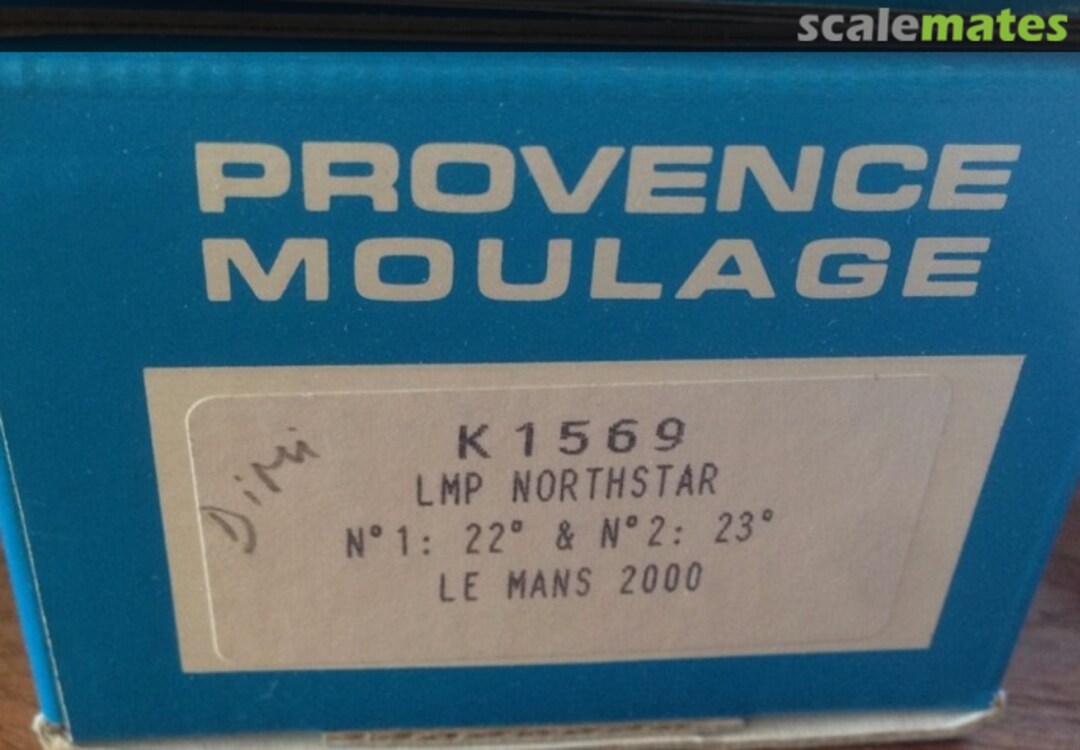 scalemates
PROVENCE
MOULAGE
K1569
LMP NORTHSTAR
N°1: 22° & N°2: 23°
LE MANS 2000